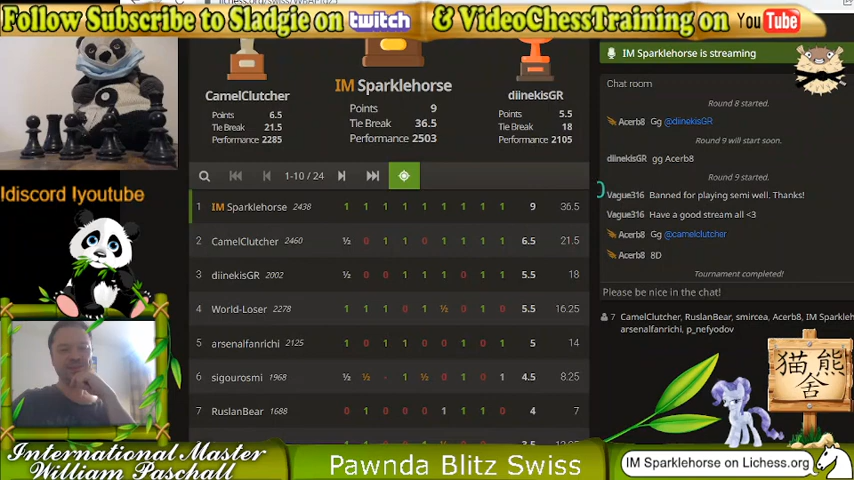 Follow Subscribe to Sladgie on twitch & VideoChessTraining on YouTube
CamelClutcher
Points 6.5
Tie Break 21.5
Performance 2285
IM Sparklehorse
Points 9
Tie Break 36.5
Performance 2503
diinekisGR
Points 5.5
Tie Break 18
Performance 2105
1-10 / 24
1 IM Sparklehorse 2438 1 1 1 1 1 1 1 1 1 9 36.5
2 CamelClutcher 2460 ½ 0 1 1 0 1 1 1 1 6.5 21.5
3 diinekisGR 2002 ½ 0 0 1 1 1 0 1 1 5.5 18
4 World-Loser 2278 1 1 1 0 1 ½ 0 1 0 5.5 16.25
5 arsenalfanrichi 2125 1 0 1 1 0 0 1 0 1 5 14
6 sigourosmi 1968 ½ ½ - 1 ½ 0 1 0 1 4.5 8.25
7 RuslanBear 1688 0 1 0 0 0 1 1 1 0 4 7
IM Sparklehorse is streaming
Chat room
Round 8 started.
Acerb8 Gg @diinekisGR
Round 9 will start soon.
diinekisGR gg Acerb8
Round 9 started.
Vague316 Banned for playing semi well. Thanks!
Vague316 Have a good stream all <3
Acerb8 Gg @camelclutcher
Acerb8 8D
Tournament completed!
Please be nice in the chat!
7 CamelClutcher, RuslanBear, smircea, Acerb8, IM Sparkleh
arsenalfanrichi, p_nefyodov
!discord !youtube
猫熊
舍
International Master
William Paschall
Pawnda Blitz Swiss
IM Sparklehorse on Lichess.org